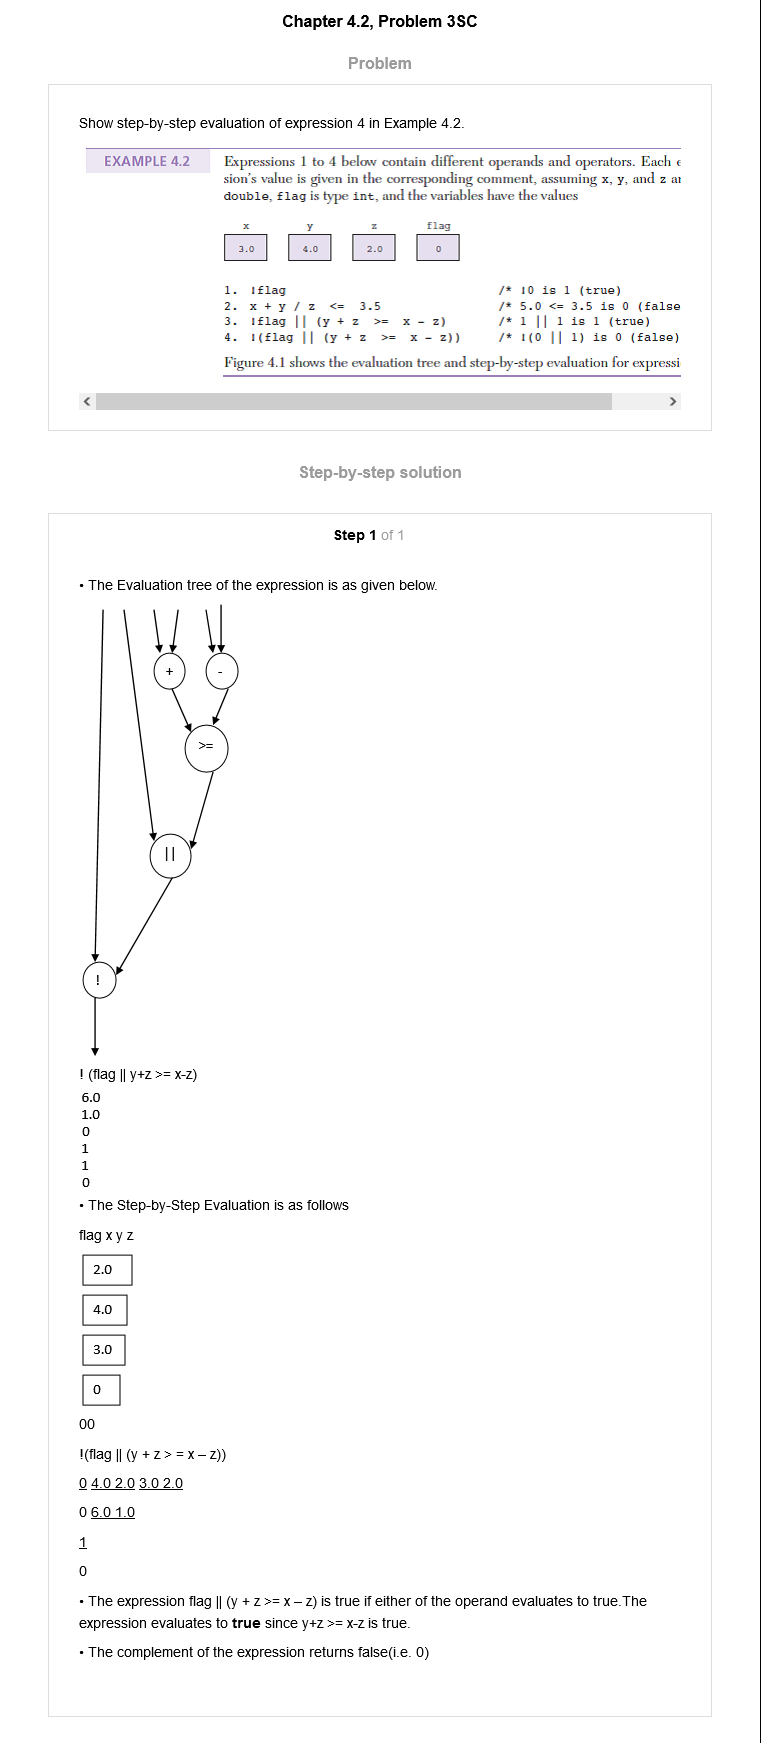 Chapter 4.2, Problem 3SC
Problem
Show step-by-step evaluation of expression 4 in Example 4.2.
EXAMPLE 4.2
Expressions 1 to 4 below contain different operands and operators. Each e
sion's value is given in the corresponding comment, assuming x, y, and z ar
double, flag is type int, and the variables have the values
x y z flag
3.0 4.0 2.0 0
1. !flag /* !0 is 1 (true)
2. x + y / z <= 3.5 /* 5.0 <= 3.5 is 0 (false
3. !flag || (y + z >= x - z) /* 1 || 1 is 1 (true)
4. !(flag || (y + z >= x - z)) /* !(0 || 1) is 0 (false)
Figure 4.1 shows the evaluation tree and step-by-step evaluation for expressi
Step-by-step solution
Step 1 of 1
• The Evaluation tree of the expression is as given below.
+ -
>=
||
!
! (flag || y+z >= x-z)
6.0
1.0
0
1
1
0
• The Step-by-Step Evaluation is as follows
flag x y z
2.0
4.0
3.0
0
00
!(flag || (y + z > = x – z))
0 4.0 2.0 3.0 2.0
0 6.0 1.0
1
0
• The expression flag || (y + z >= x – z) is true if either of the operand evaluates to true.The
expression evaluates to true since y+z >= x-z is true.
• The complement of the expression returns false(i.e. 0)